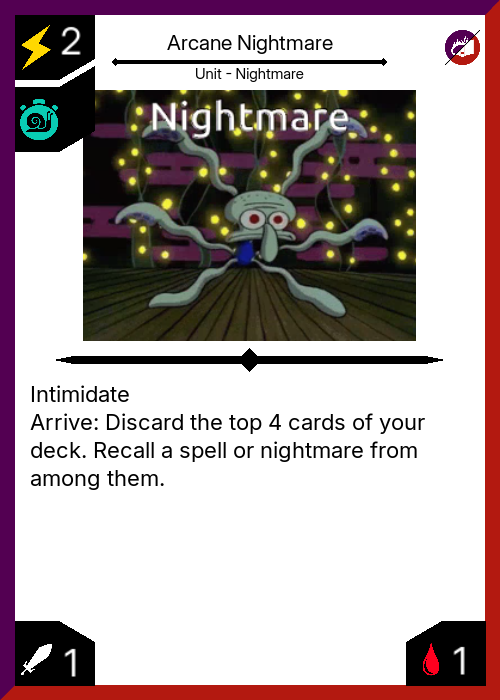 2
Arcane Nightmare
Unit - Nightmare
Nightmare
Intimidate
Arrive: Discard the top 4 cards of your
deck. Recall a spell or nightmare from
among them.
1
1